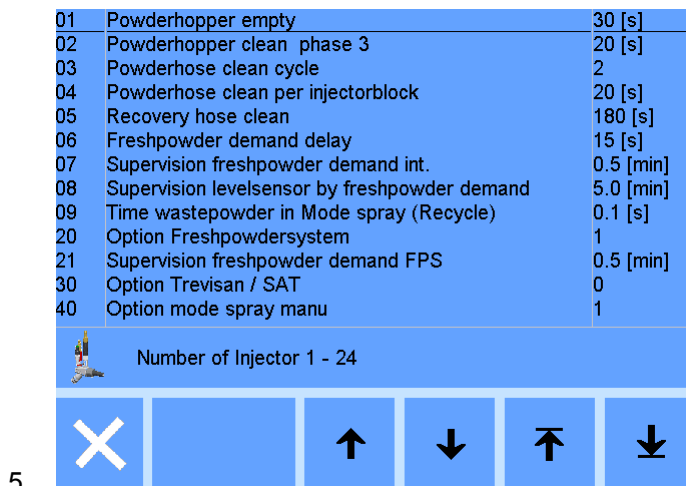 01 Powderhopper empty 30 [s]
02 Powderhopper clean phase 3 20 [s]
03 Powderhose clean cycle 2
04 Powderhose clean per injectorblock 20 [s]
05 Recovery hose clean 180 [s]
06 Freshpowder demand delay 15 [s]
07 Supervision freshpowder demand int. 0.5 [min]
08 Supervision levelsensor by freshpowder demand 5.0 [min]
09 Time wastepowder in Mode spray (Recycle) 0.1 [s]
20 Option Freshpowdersystem 1
21 Supervision freshpowder demand FPS 0.5 [min]
30 Option Trevisan / SAT 0
40 Option mode spray manu 1
Number of Injector 1 - 24
5